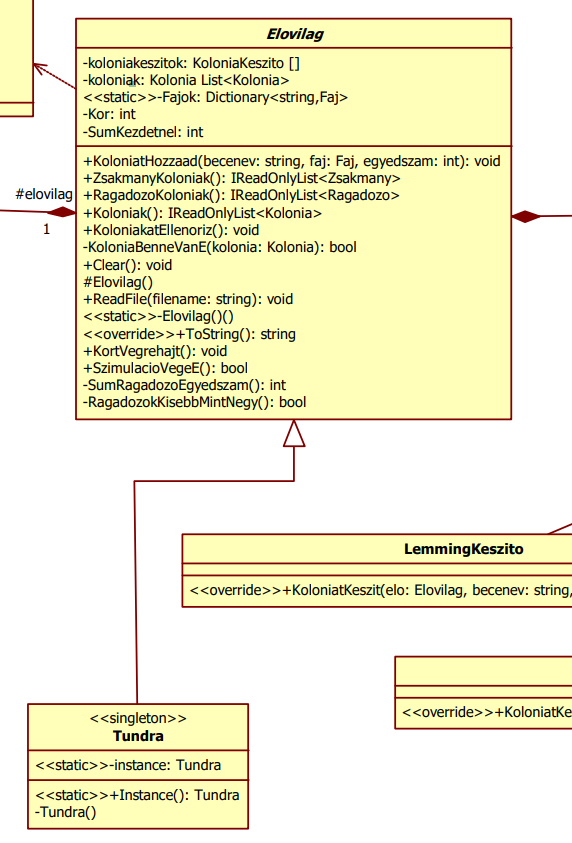 Elovilag
-koloniakeszitok: KoloniaKeszito []
-koloniak: Kolonia List<Kolonia>
<<static>>-Fajok: Dictionary<string,Faj>
-Kor: int
-SumKezdetnel: int
+KoloniatHozzaad(becenev: string, faj: Faj, egyedszam: int): void
+ZsakmanyKoloniak(): IReadOnlyList<Zsakmany>
+RagadozoKoloniak(): IReadOnlyList<Ragadozo>
+Koloniak(): IReadOnlyList<Kolonia>
+KoloniakatEllenoriz(): void
-KoloniaBenneVanE(kolonia: Kolonia): bool
+Clear(): void
#Elovilag()
+ReadFile(filename: string): void
<<static>>-Elovilag()()
<<override>>+ToString(): string
+KortVegrehajt(): void
+SzimulacioVegeE(): bool
-SumRagadozoEgyedszam(): int
-RagadozokKisebbMintNegy(): bool
#elovilag
1
LemmingKeszito
<<override>>+KoloniatKeszit(elo: Elovilag, becenev: string,
<<override>>+KoloniatKe
<<singleton>>
Tundra
<<static>>-instance: Tundra
<<static>>+Instance(): Tundra
-Tundra()